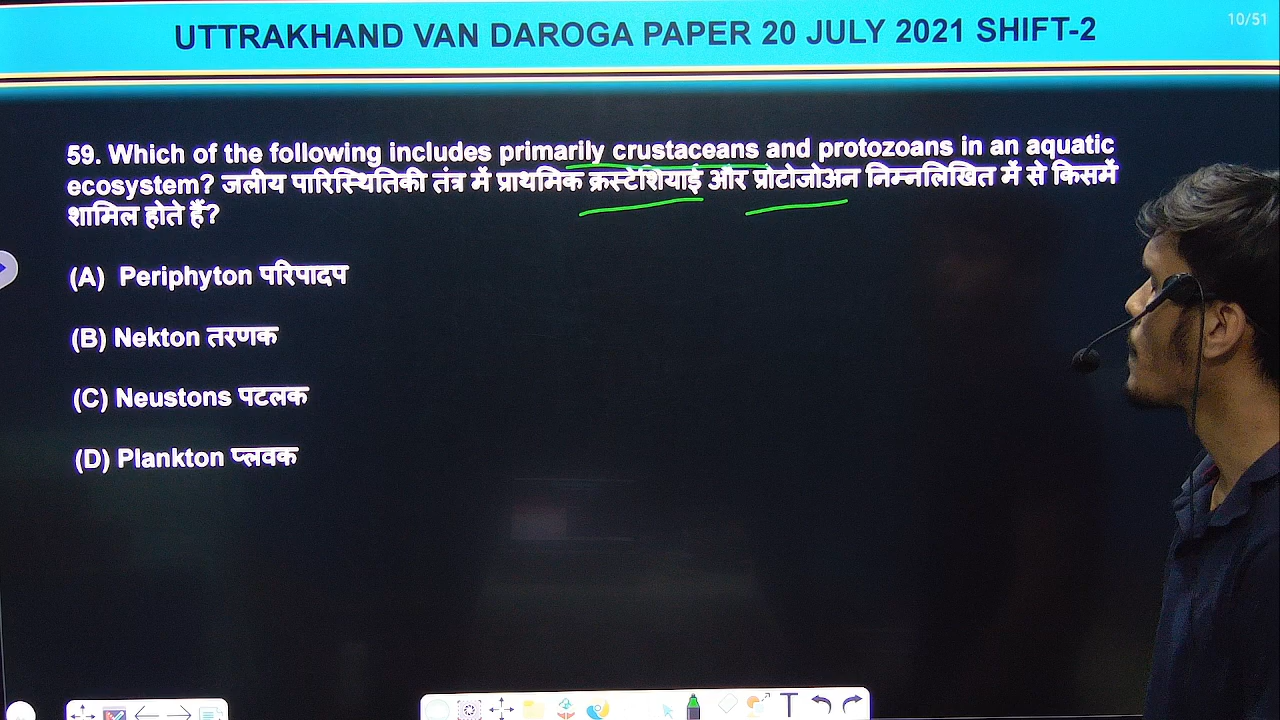 UTTRAKHAND VAN DAROGA PAPER 20 JULY 2021 SHIFT-2
10/51
59. Which of the following includes primarily crustaceans and protozoans in an aquatic
ecosystem? जलीय पारिस्थितिकी तंत्र में प्राथमिक क्रस्टेशियाई और प्रोटोजोअन निम्नलिखित में से किसमें
शामिल होते हैं?
(A) Periphyton परिपादप
(B) Nekton तरणक
(C) Neustons पटलक
(D) Plankton प्लवक
T